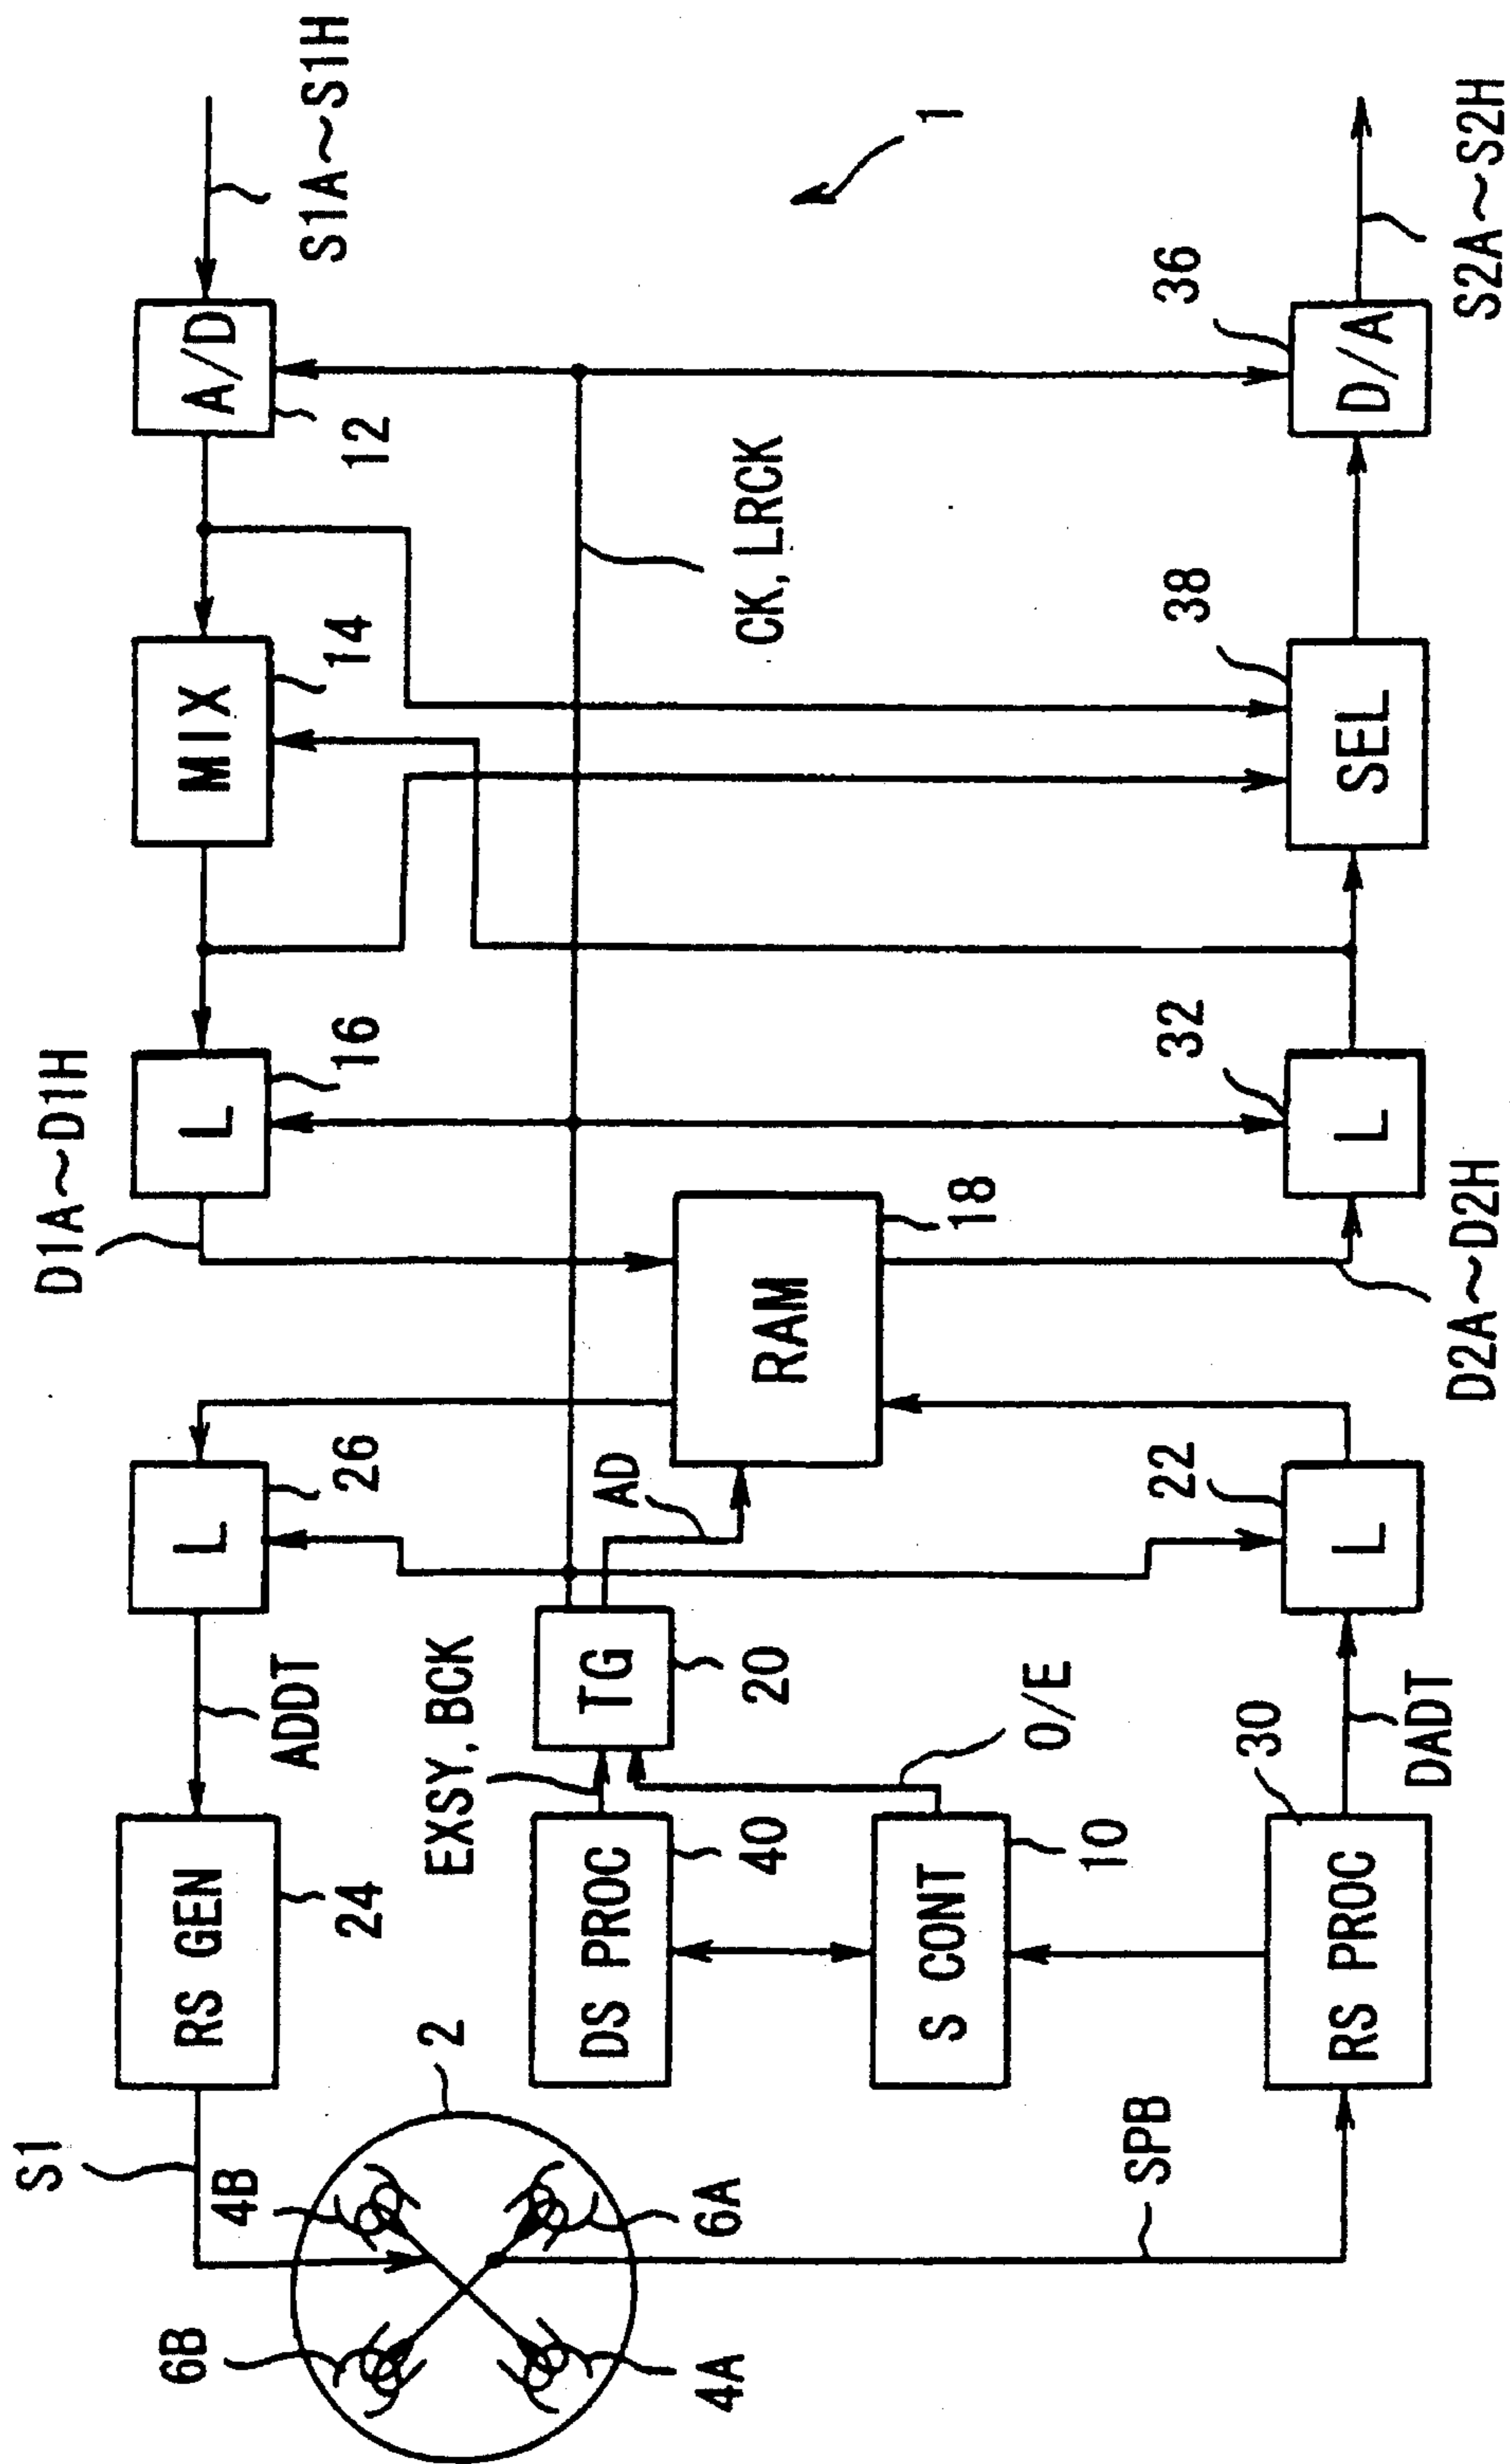 S1
4B
2
6B
6A
4A
SPB
RS GEN
24
ADDT
L
26
D1A~D1H
L
16
MIX
14
A/D
12
S1A~S1H
DS PROC
40
EXSY, BCK
TG
20
AD
CK, LRCK
RAM
18
1
S CONT
10
O/E
RS PROC
30
DADT
L
22
D2A~D2H
L
32
SEL
38
D/A
36
S2A~S2H